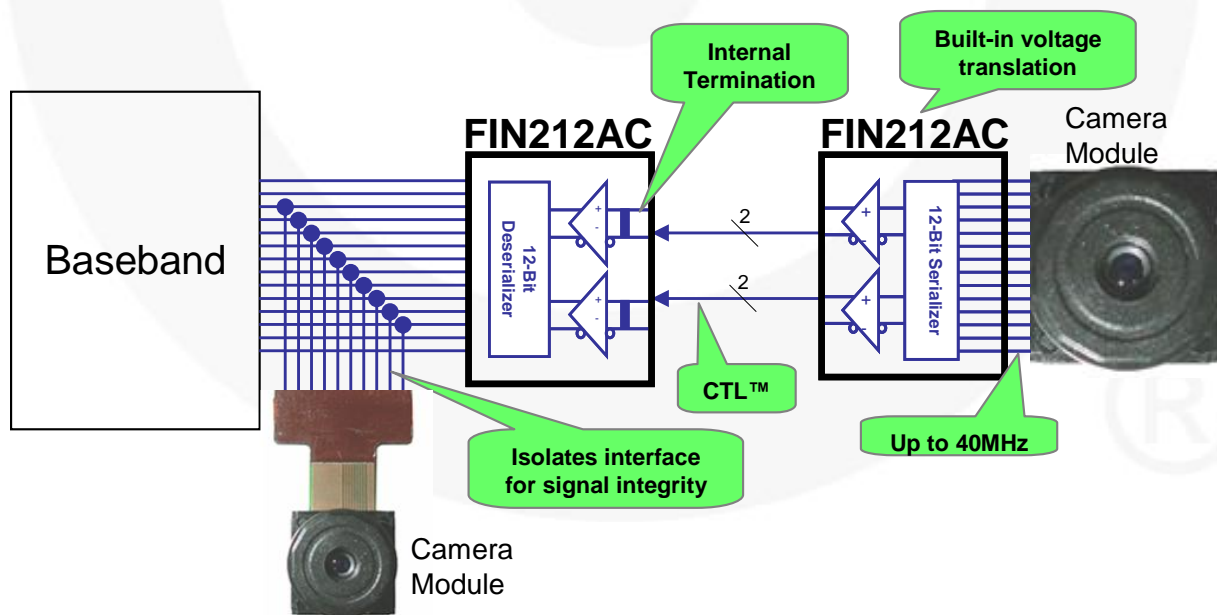 Internal
Termination
Built-in voltage
translation
FIN212AC
FIN212AC
Camera
Module
Baseband
12-Bit
Deserializer
+
-
+
-
2
2
+
-
+
-
12-Bit Serializer
CTL™
Up to 40MHz
Isolates interface
for signal integrity
Camera
Module
®